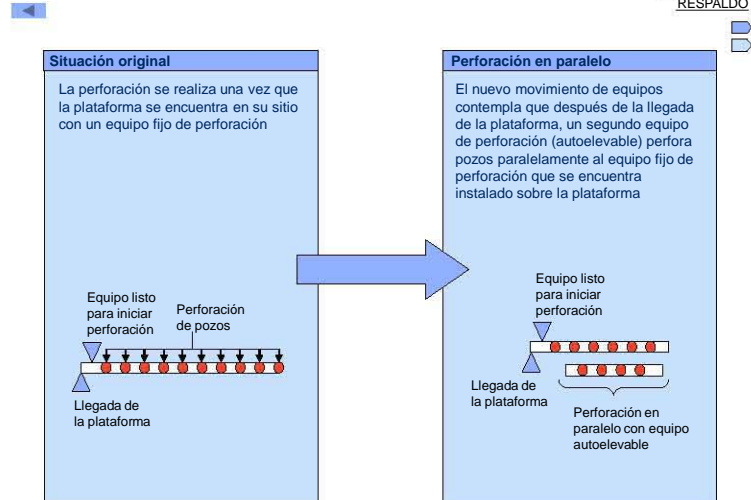 RESPALDO
Situación original
La perforación se realiza una vez que
la plataforma se encuentra en su sitio
con un equipo fijo de perforación
Equipo listo
para iniciar
perforación
Perforación
de pozos
Llegada de
la plataforma
Perforación en paralelo
El nuevo movimiento de equipos
contempla que después de la llegada
de la plataforma, un segundo equipo
de perforación (autoelevable) perfora
pozos paralelamente al equipo fijo de
perforación que se encuentra
instalado sobre la plataforma
Equipo listo
para iniciar
perforación
Llegada de
la plataforma
Perforación en
paralelo con equipo
autoelevable